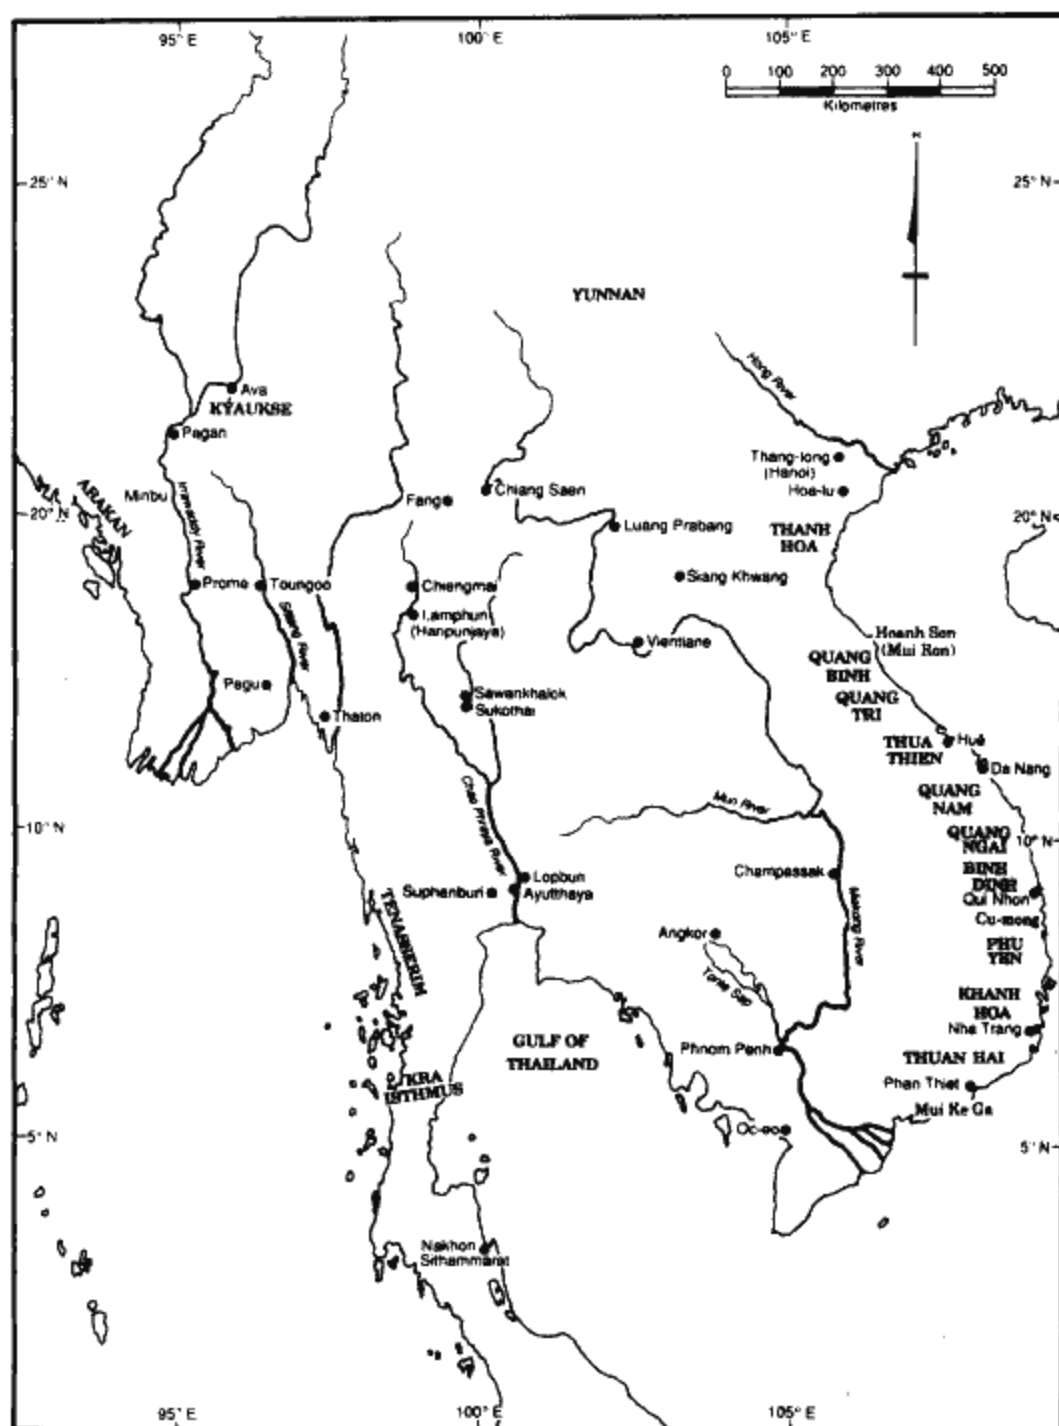 95° E
100° E
105° E
0 100 200 300 400 500
Kilometres
N
25° N
25° N
YUNNAN
Hong River
Ava
KYAUKSE
Pagan
Thang-long
(Hanoi)
Hoa-lu
ARAKAN
Minbu
Irrawaddy River
Fang
Chiang Saen
20° N
20° N
Luang Prabang
THANH
HOA
Prome
Toungoo
Chiengmai
Siang Khwang
Lamphun
(Haripunjaya)
Sittang River
Hoanh Son
(Mui Ron)
Vientiane
QUANG
BINH
Pegu
Sawankhalok
Sukothai
QUANG
TRI
Thaton
THUA
THIEN
Hué
Da Nang
Chao Phraya River
Mun River
QUANG
NAM
10° N
QUANG
NGAI
10° N
Lopburi
Suphanburi
Ayutthaya
Champassak
BINH
DINH
Qui Nhon
Cu-mong
TENASSERIM
Angkor
Mekong River
PHU
YEN
Tonle Sap
KHANH
HOA
Nha Trang
GULF OF
THAILAND
Phnom Penh
THUAN HAI
KRA
ISTHMUS
Phan Thiet
Mui Ke Ga
5° N
Oc-eo
5° N
Nakhon
Sithammarat
95° E
100° E
105° E